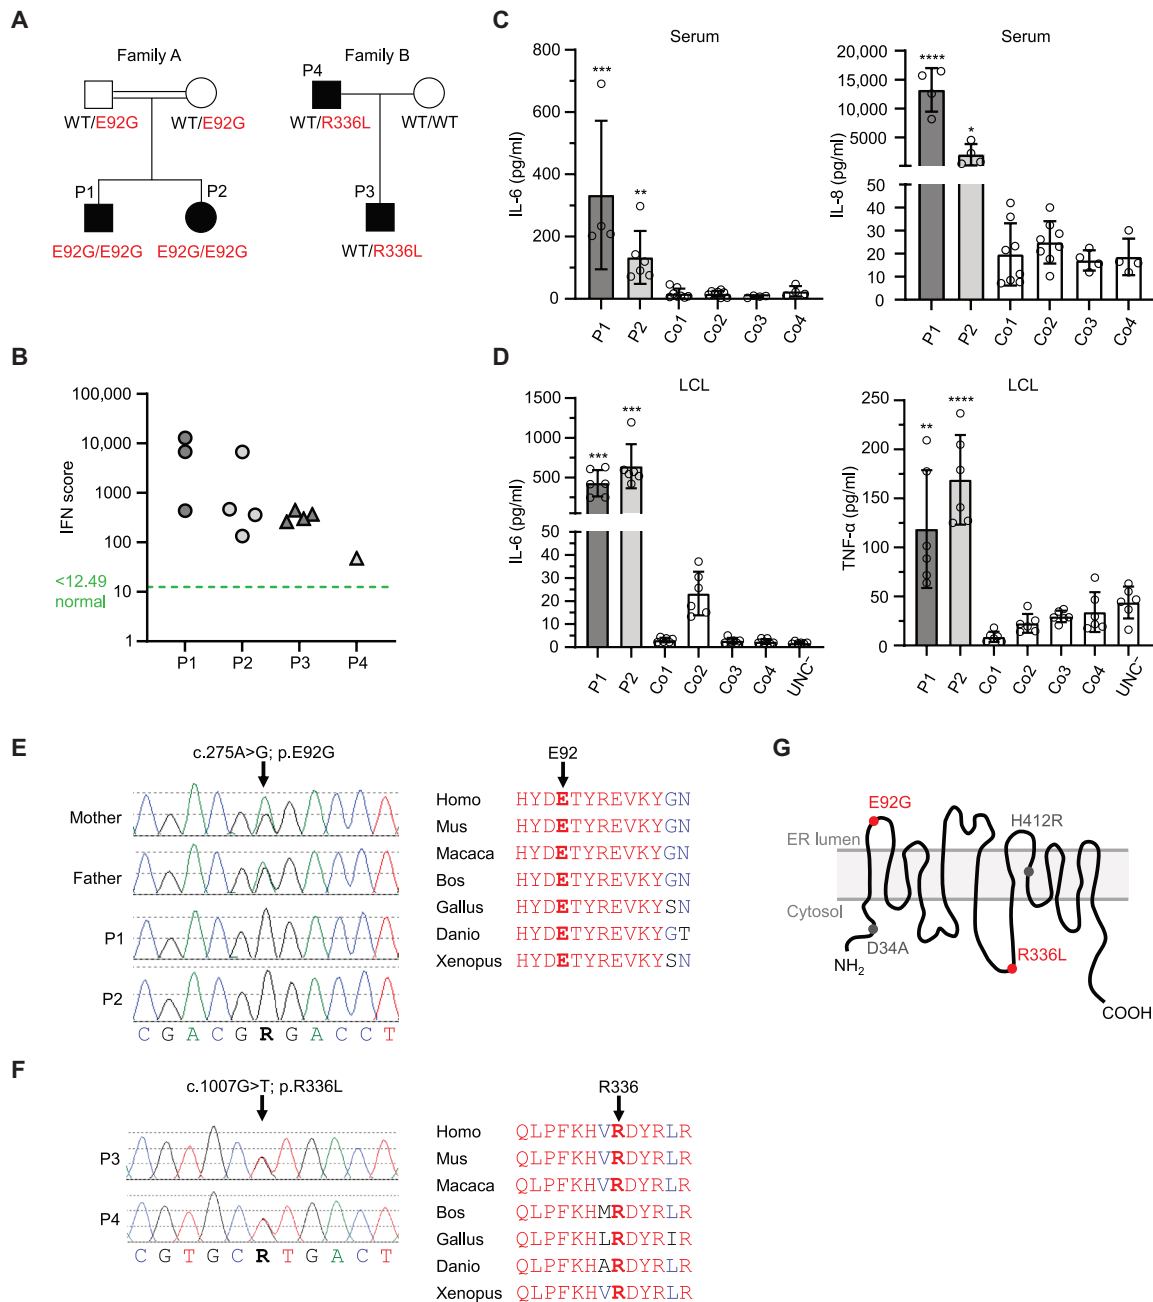 A
Family A
Family B
P4
WT/E92G
WT/E92G
WT/R336L
WT/WT
P1
P2
P3
E92G/E92G
E92G/E92G
WT/R336L
B
IFN score
100,000
10,000
1000
100
10
1
<12.49
normal
P1
P2
P3
P4
C
Serum
IL-6 (pg/ml)
800
600
400
200
0
***
**
P1
P2
Co1
Co2
Co3
Co4
Serum
IL-8 (pg/ml)
20,000
15,000
10,000
5000
50
40
30
20
10
0
****
*
P1
P2
Co1
Co2
Co3
Co4
D
LCL
IL-6 (pg/ml)
1500
1000
500
50
40
30
20
10
0
***
***
P1
P2
Co1
Co2
Co3
Co4
UNC-
LCL
TNF-α (pg/ml)
250
200
150
100
50
0
**
****
P1
P2
Co1
Co2
Co3
Co4
UNC-
E
c.275A>G; p.E92G
Mother
Father
P1
P2
C G A C G R G A C C T
E92
Homo HYDETYREVKYGN
Mus HYDETYREVKYGN
Macaca HYDETYREVKYGN
Bos HYDETYREVKYGN
Gallus HYDETYREVKYSN
Danio HYDETYREVKYGT
Xenopus HYDETYREVKYSN
F
c.1007G>T; p.R336L
P3
P4
C G T G C R T G A C T
R336
Homo QLPFKHVRDYRLR
Mus QLPFKHVRDYRLR
Macaca QLPFKHVRDYRLR
Bos QLPFKHMRDYRLR
Gallus QLPFKHLRDYRIR
Danio QLPFKHARDYRLR
Xenopus QLPFKHVRDYRLR
G
E92G
H412R
ER lumen
Cytosol
D34A
NH2
R336L
COOH